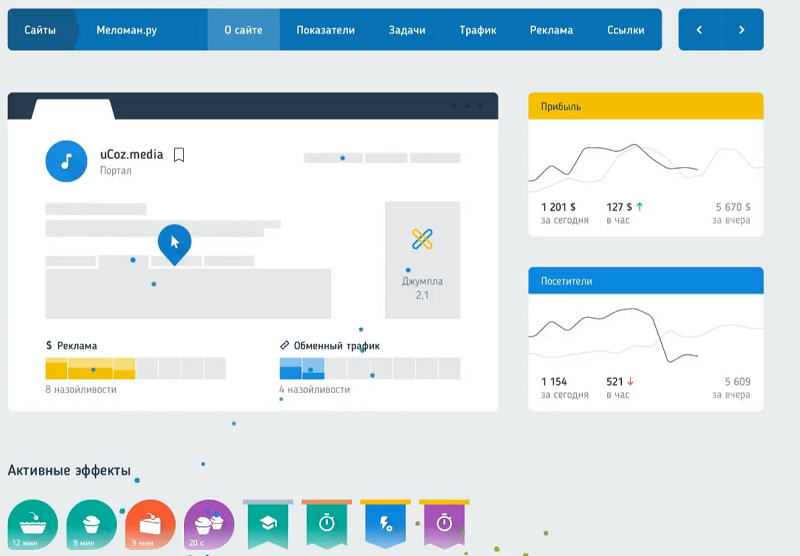 Сайты Меломан.ру О сайте Показатели Задачи Трафик Реклама Ссылки
uCoz.media
Портал
Джумпла
2,1
$ Реклама
8 назойливости
Обменный трафик
4 назойливости
Прибыль
1 201 $ 127 $ ↑ 5 670 $
за сегодня в час за вчера
Посетители
1 154 521 ↓ 5 609
за сегодня в час за вчера
Активные эффекты
12 мин 9 мин 9 мин 20 с